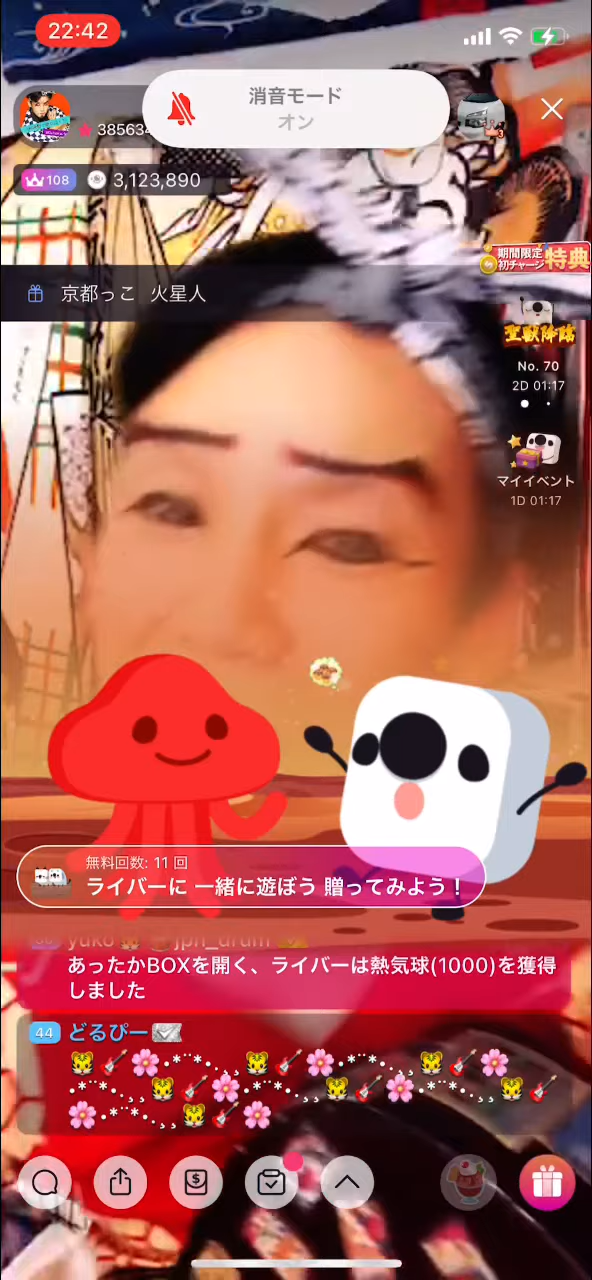 22:42
消音モード
オン
38563
3
108
3,123,890
期間限定
初チャージ
特典
京都っこ 火星人
聖獣降臨
No. 70
2D 01:17
マイイベント
1D 01:17
無料回数: 11 回
ライバーに 一緒に遊ぼう 贈ってみよう！
yuko jpn_drum
あったかBOXを開く、ライバーは熱気球(1000)を獲得
しました
44 どるぴー